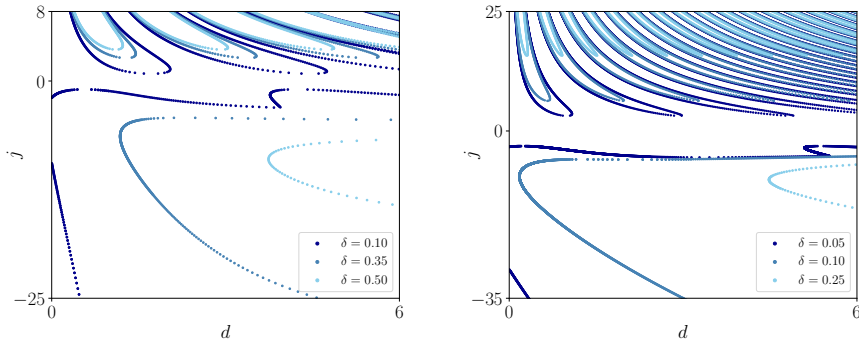 8
0
−25
j
0
6
d
δ = 0.10
δ = 0.35
δ = 0.50
25
0
−35
j
0
6
d
δ = 0.05
δ = 0.10
δ = 0.25